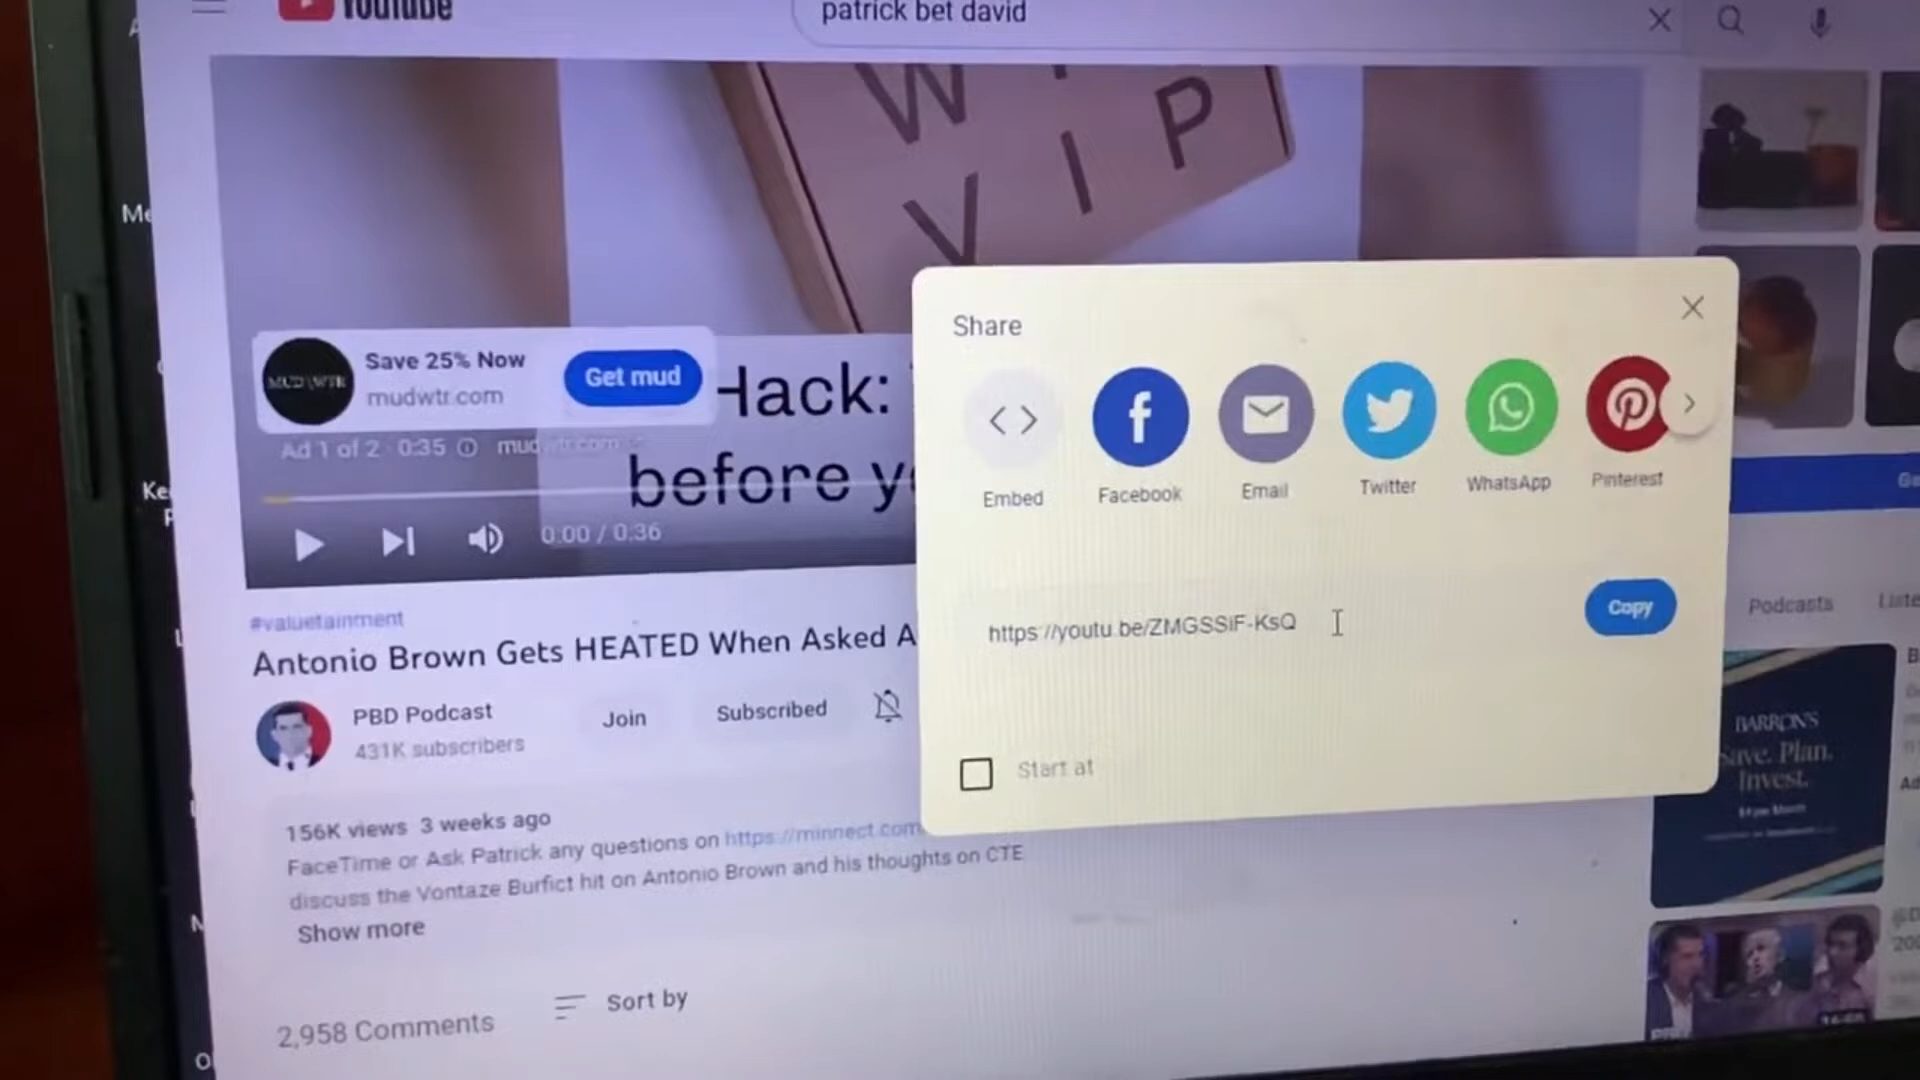 YouTube
patrick bet david
VIP
MUD\WTR
Save 25% Now
mudwtr.com
Get mud
Hack:
before
Ad 1 of 2 · 0:35
0:00 / 0:36
Share
Embed
Facebook
Email
Twitter
WhatsApp
Pinterest
https://youtu.be/ZMGSSiF-KsQ
Copy
Start at
#valuetainment
Antonio Brown Gets HEATED When Asked A
PBD Podcast
431K subscribers
Join
Subscribed
156K views 3 weeks ago
FaceTime or Ask Patrick any questions on https://minnect.com
discuss the Vontaze Burfict hit on Antonio Brown and his thoughts on CTE
Show more
2,958 Comments
Sort by
Podcasts
BARRON'S
Save. Plan.
Invest.